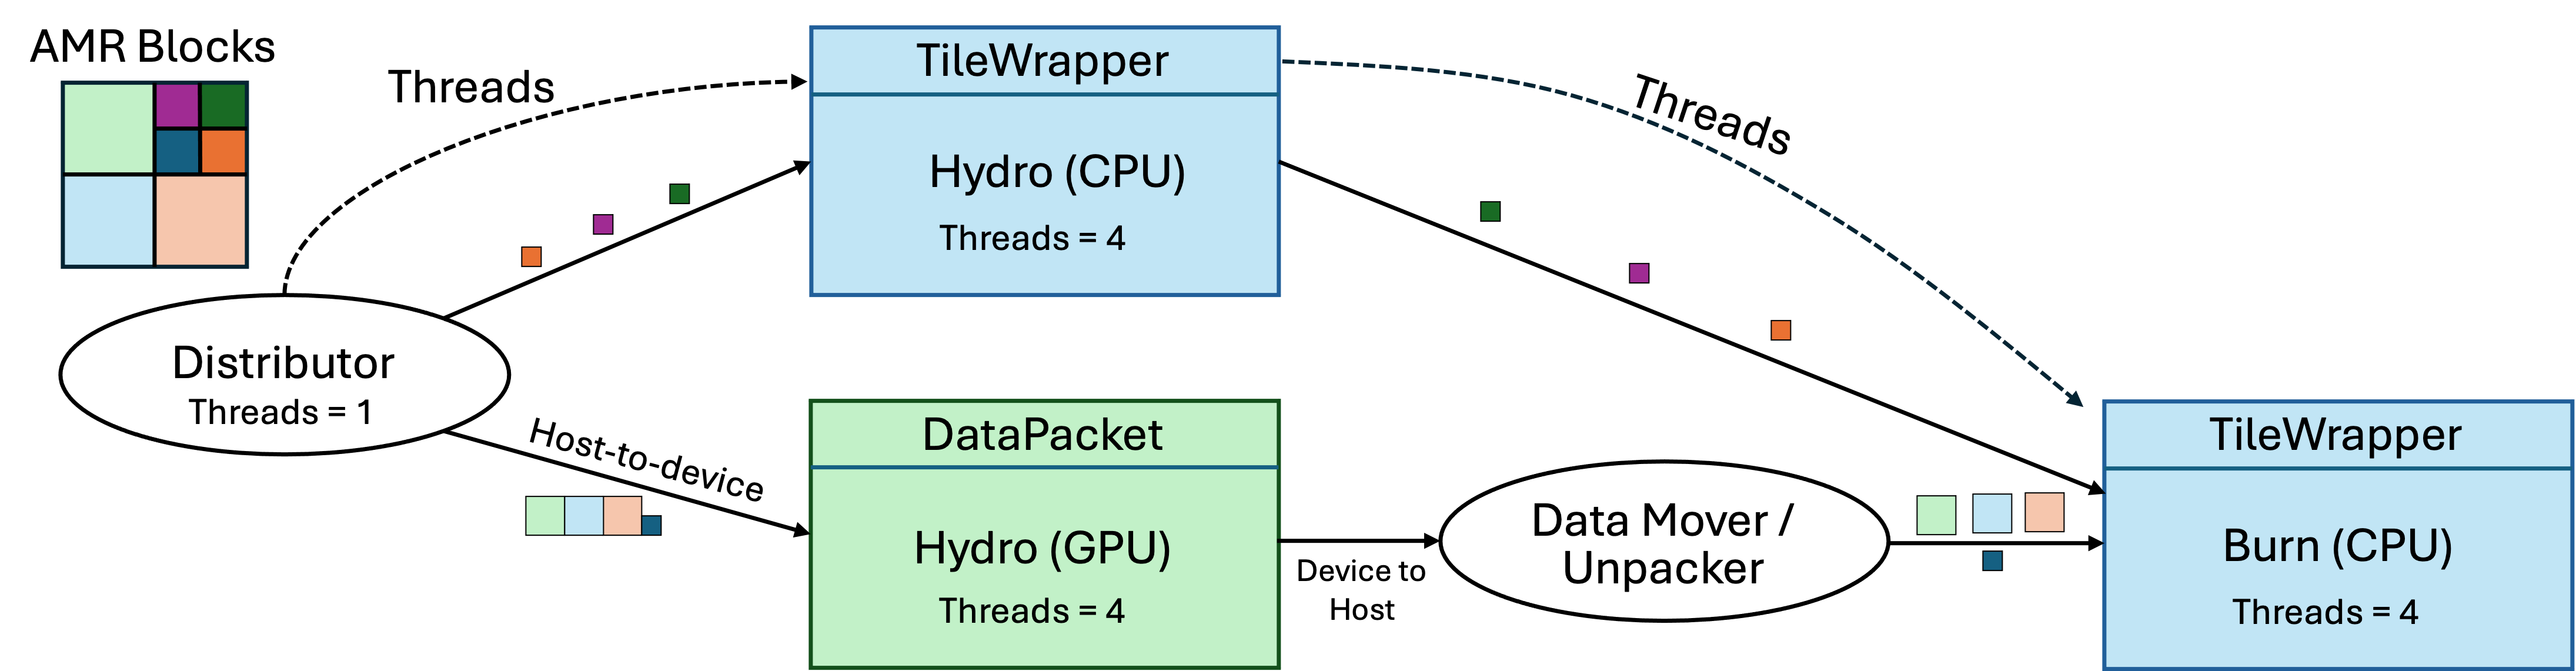 AMR Blocks
Threads
TileWrapper
Hydro (CPU)
Threads = 4
Threads
Distributor
Threads = 1
Host-to-device
DataPacket
Hydro (GPU)
Threads = 4
Device to
Host
Data Mover /
Unpacker
TileWrapper
Burn (CPU)
Threads = 4